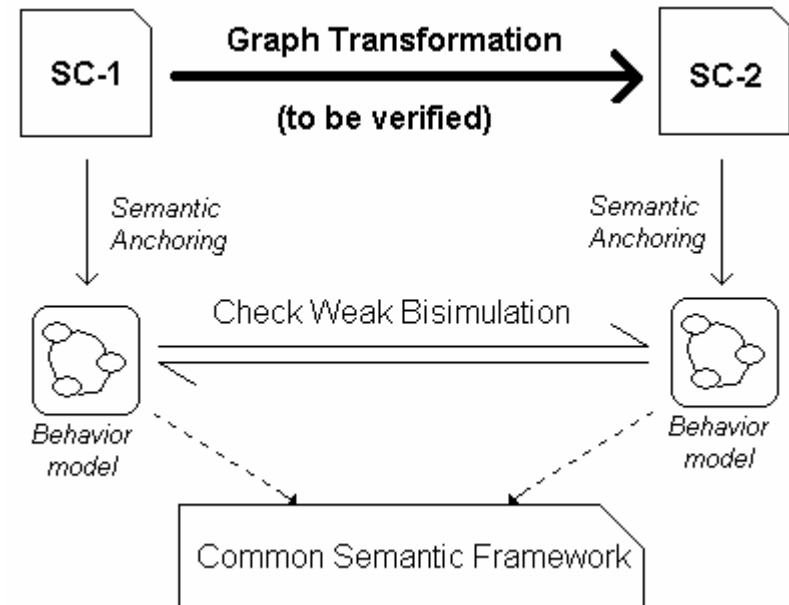 Graph Transformation
SC-1
SC-2
(to be verified)
Semantic
Anchoring
Semantic
Anchoring
Check Weak Bisimulation
Behavior
model
Behavior
model
Common Semantic Framework